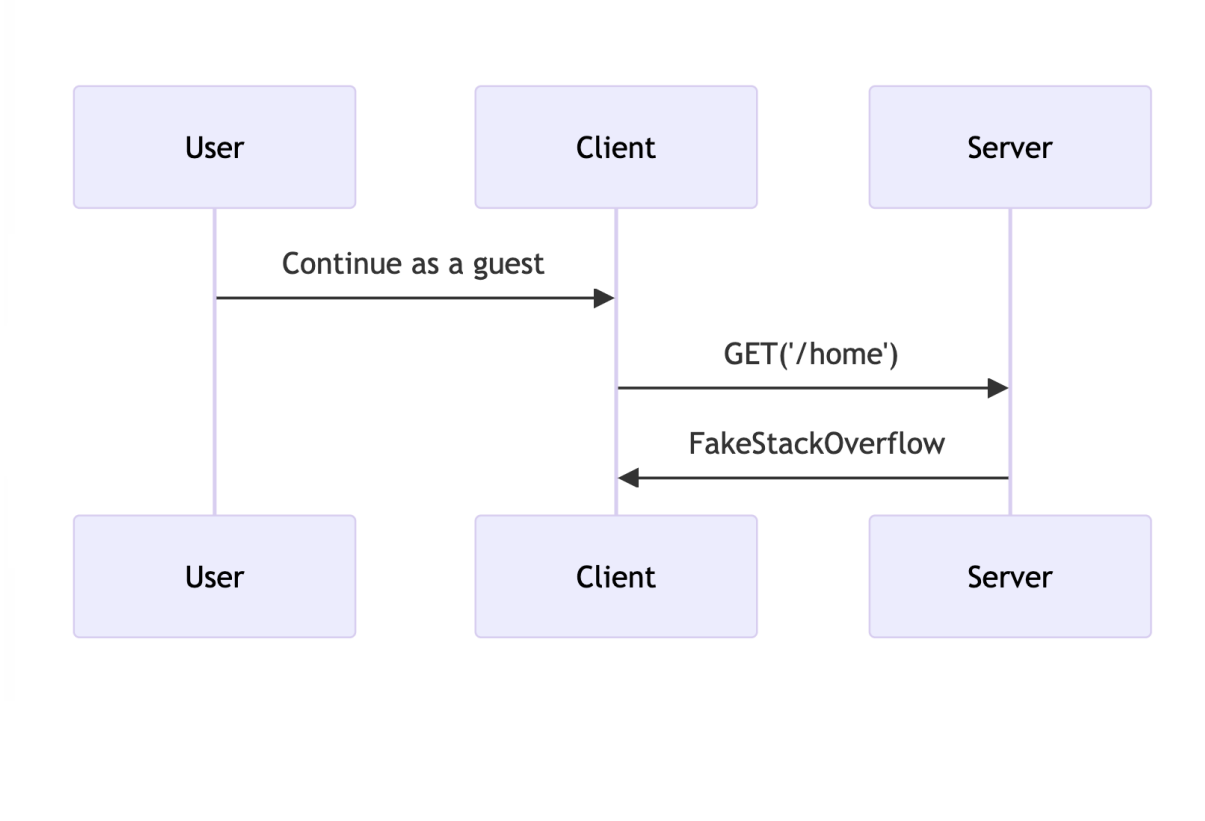 User
Client
Server
Continue as a guest
GET('/home')
FakeStackOverflow
User
Client
Server